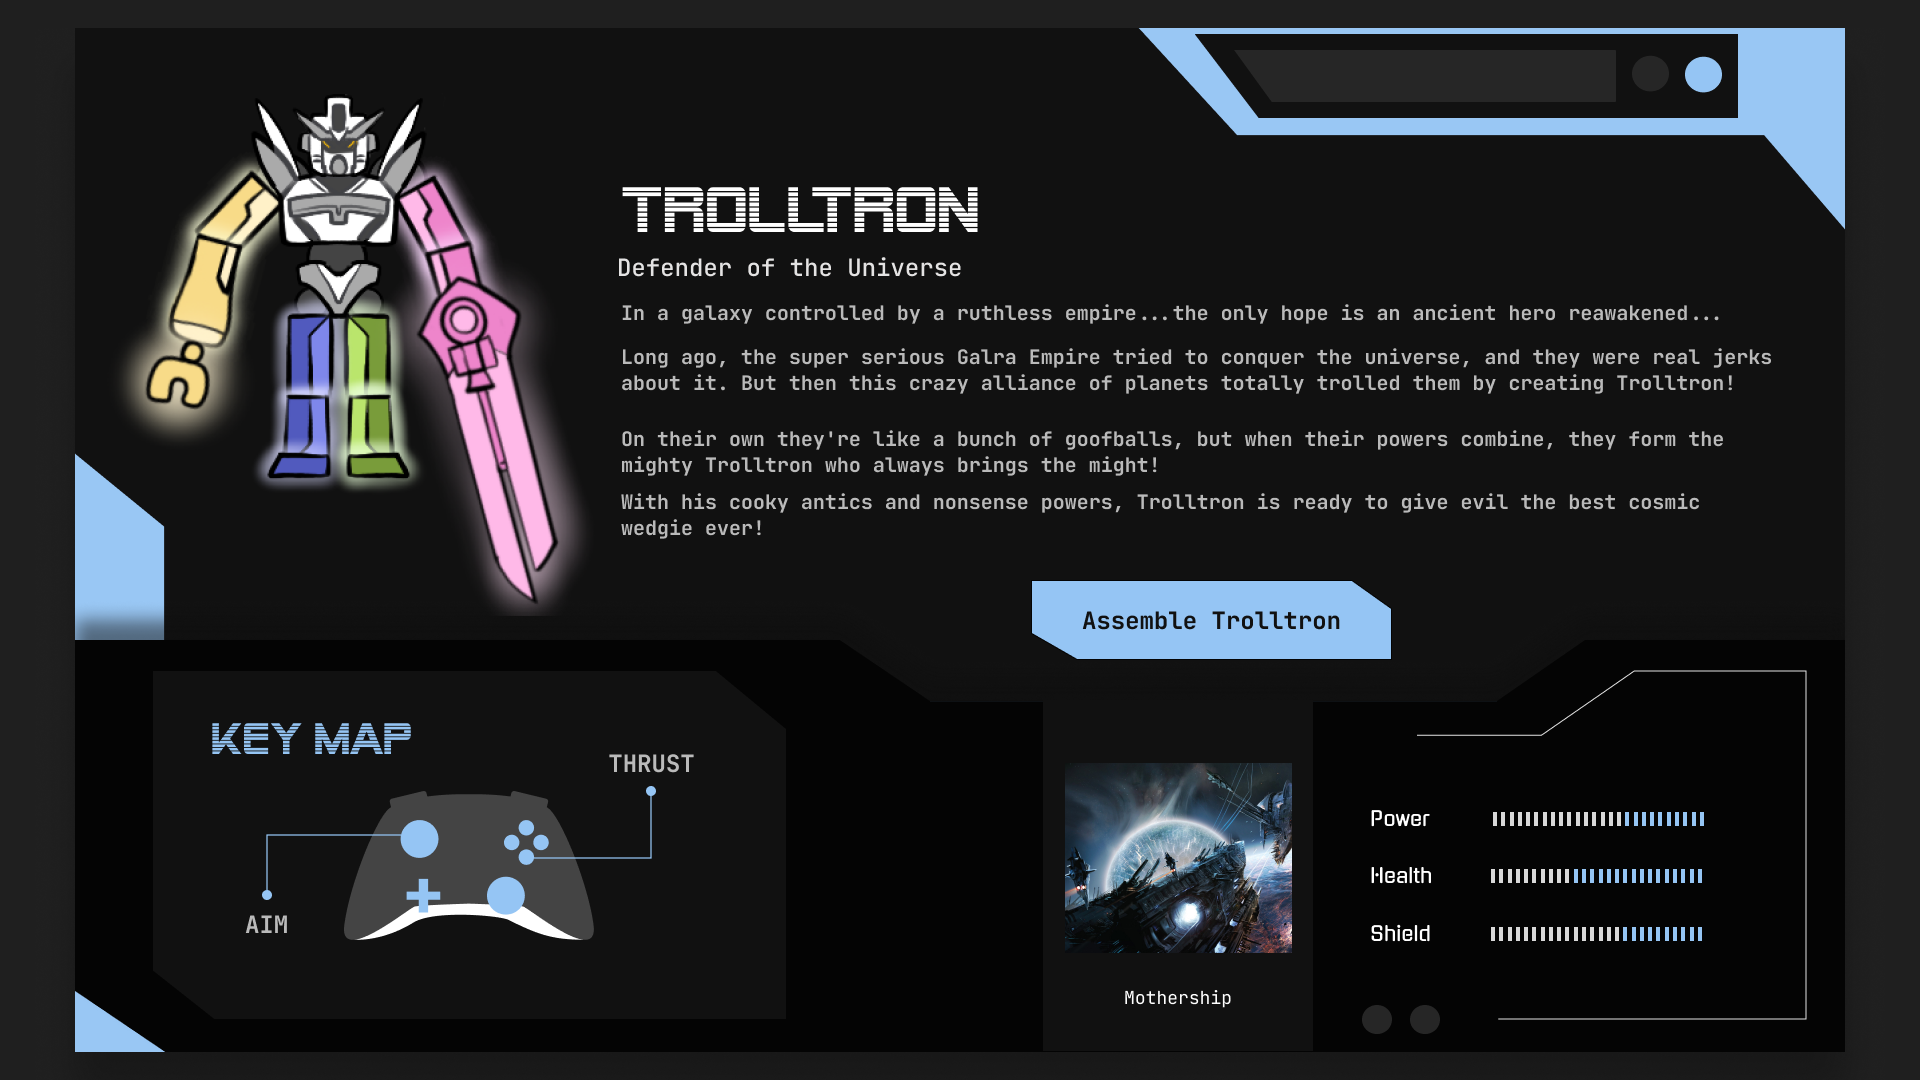 TROLLTRON
Defender of the Universe
In a galaxy controlled by a ruthless empire...the only hope is an ancient hero reawakened...
Long ago, the super serious Galra Empire tried to conquer the universe, and they were real jerks
about it. But then this crazy alliance of planets totally trolled them by creating Trolltron!
On their own they're like a bunch of goofballs, but when their powers combine, they form the
mighty Trolltron who always brings the might!
With his cooky antics and nonsense powers, Trolltron is ready to give evil the best cosmic
wedgie ever!
Assemble Trolltron
KEY MAP
THRUST
AIM
Mothership
Power
Health
Shield